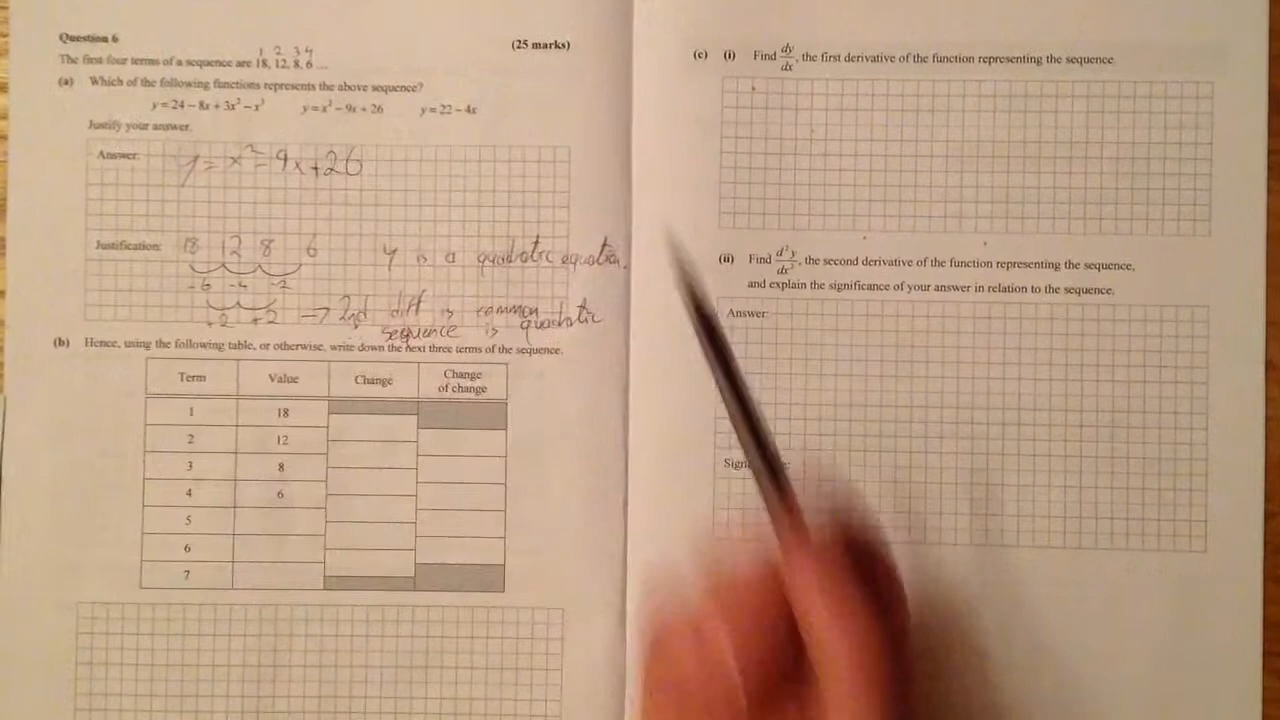 Question 6
(25 marks)
1 2 3 4
The first four terms of a sequence are 18, 12, 8, 6 ...
(a) Which of the following functions represents the above sequence?
y = 24 – 8x + 3x² – x³ y = x² – 9x + 26 y = 22 – 4x
Justify your answer.
Answer: y = x² - 9x + 26
Justification: 18 12 8 6 y is a quadratic equation.
-6 -4 -2
+2 +2 → 2nd diff is common
sequence is quadratic
(b) Hence, using the following table, or otherwise, write down the next three terms of the sequence.
Term Value Change Change of change
1 18
2 12
3 8
4 6
5
6
7
(c) (i) Find dy/dx, the first derivative of the function representing the sequence.
(ii) Find d²y/dx², the second derivative of the function representing the sequence,
and explain the significance of your answer in relation to the sequence.
Answer: